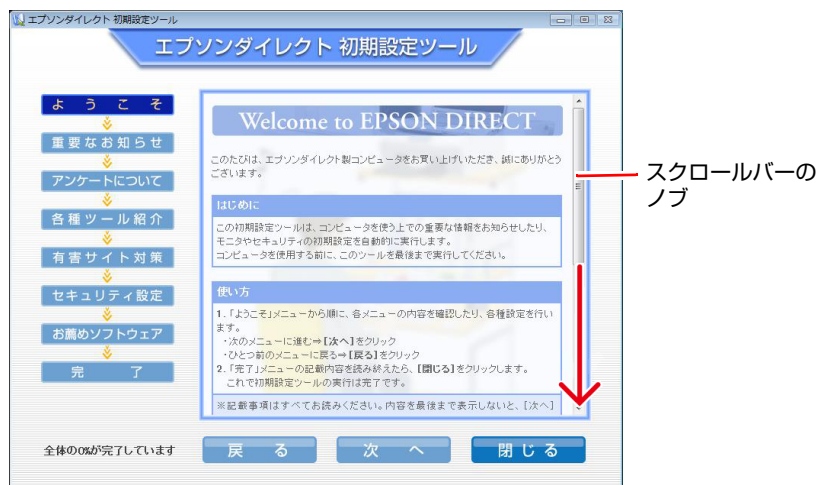 エプソンダイレクト 初期設定ツール
エプソンダイレクト 初期設定ツール
ようこそ
重要なお知らせ
アンケートについて
各種ツール紹介
有害サイト対策
セキュリティ設定
お薦めソフトウェア
完了
Welcome to EPSON DIRECT
このたびは、エプソンダイレクト製コンピュータをお買い上げいただき、誠にありがとう
ございます。
はじめに
この初期設定ツールは、コンピュータを使う上での重要な情報をお知らせしたり、
モニタやセキュリティの初期設定を自動的に実行します。
コンピュータを使用する前に、このツールを最後まで実行してください。
使い方
1.「ようこそ」メニューから順に、各メニューの内容を確認したり、各種設定を行い
ます。
・次のメニューに進む⇒【次へ】をクリック
・ひとつ前のメニューに戻る⇒【戻る】をクリック
2.「完了」メニューの記載内容を読み終えたら、【閉じる】をクリックします。
これで初期設定ツールの実行は完了です。
※記載事項はすべてお読みください。内容を最後まで表示しないと、[次へ]
スクロールバーの
ノブ
全体の0%が完了しています
戻る
次へ
閉じる